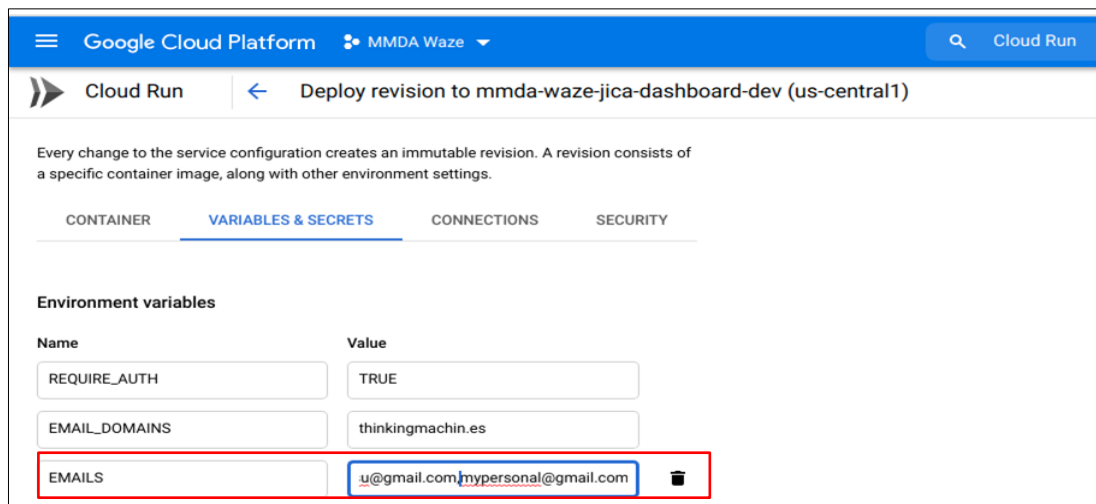 Google Cloud Platform MMDA Waze Cloud Run
Cloud Run Deploy revision to mmda-waze-jica-dashboard-dev (us-central1)
Every change to the service configuration creates an immutable revision. A revision consists of
a specific container image, along with other environment settings.
CONTAINER VARIABLES & SECRETS CONNECTIONS SECURITY
Environment variables
Name Value
REQUIRE_AUTH TRUE
EMAIL_DOMAINS thinkingmachin.es
EMAILS u@gmail.com,mypersonal@gmail.com